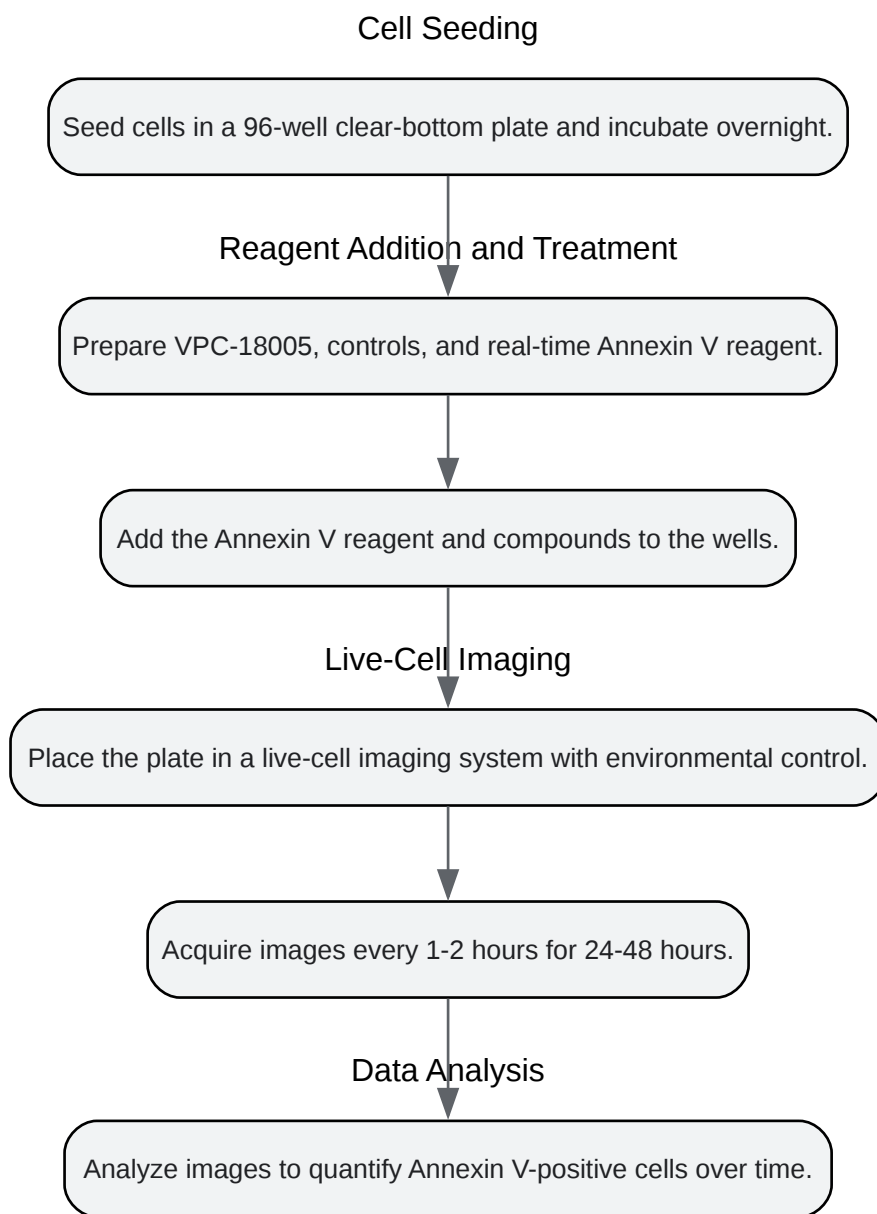 Cell Seeding
Seed cells in a 96-well clear-bottom plate and incubate overnight.
Reagent Addition and Treatment
Prepare VPC-18005, controls, and real-time Annexin V reagent.
Add the Annexin V reagent and compounds to the wells.
Live-Cell Imaging
Place the plate in a live-cell imaging system with environmental control.
Acquire images every 1-2 hours for 24-48 hours.
Data Analysis
Analyze images to quantify Annexin V-positive cells over time.